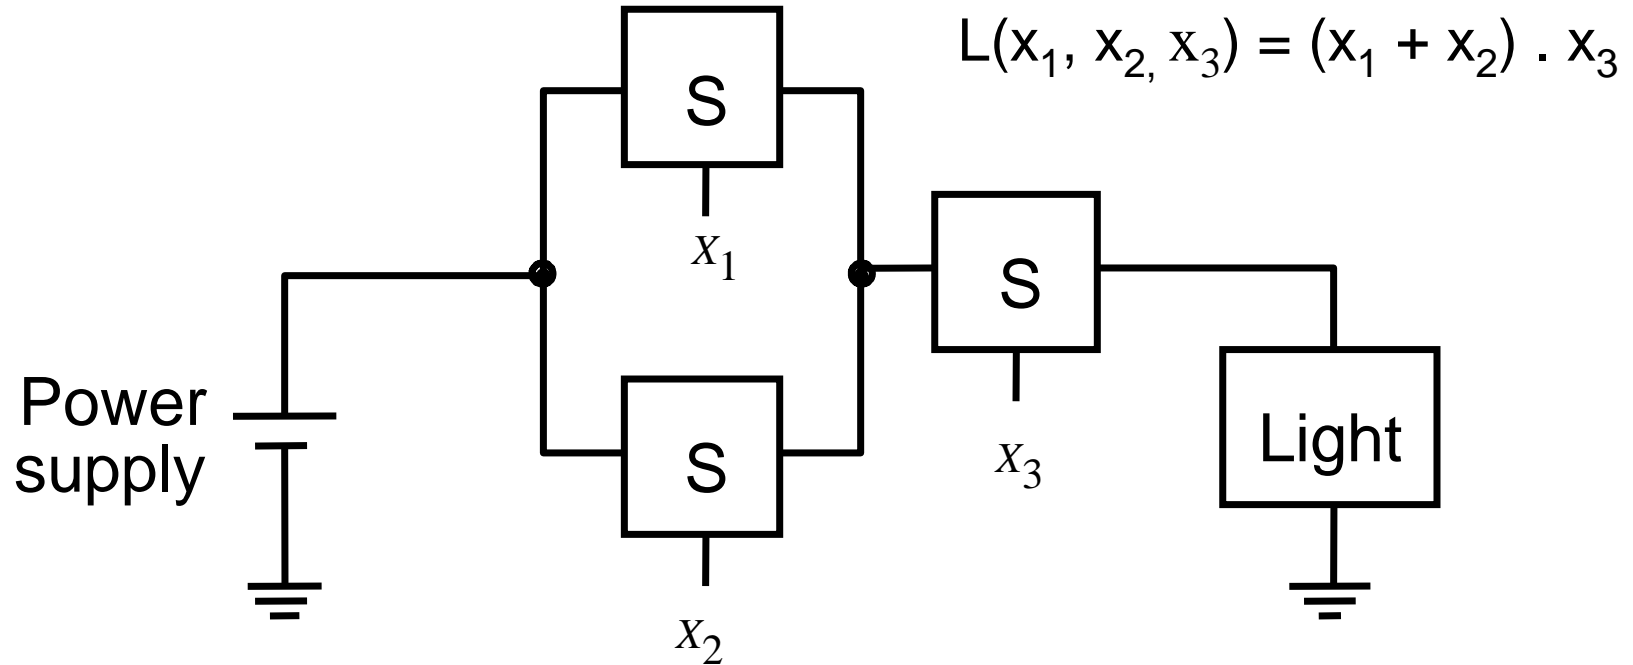 L(x₁, x₂, x₃) = (x₁ + x₂) . x₃
S
x₁
S
S
Power
supply
Light
x₃
S
x₂